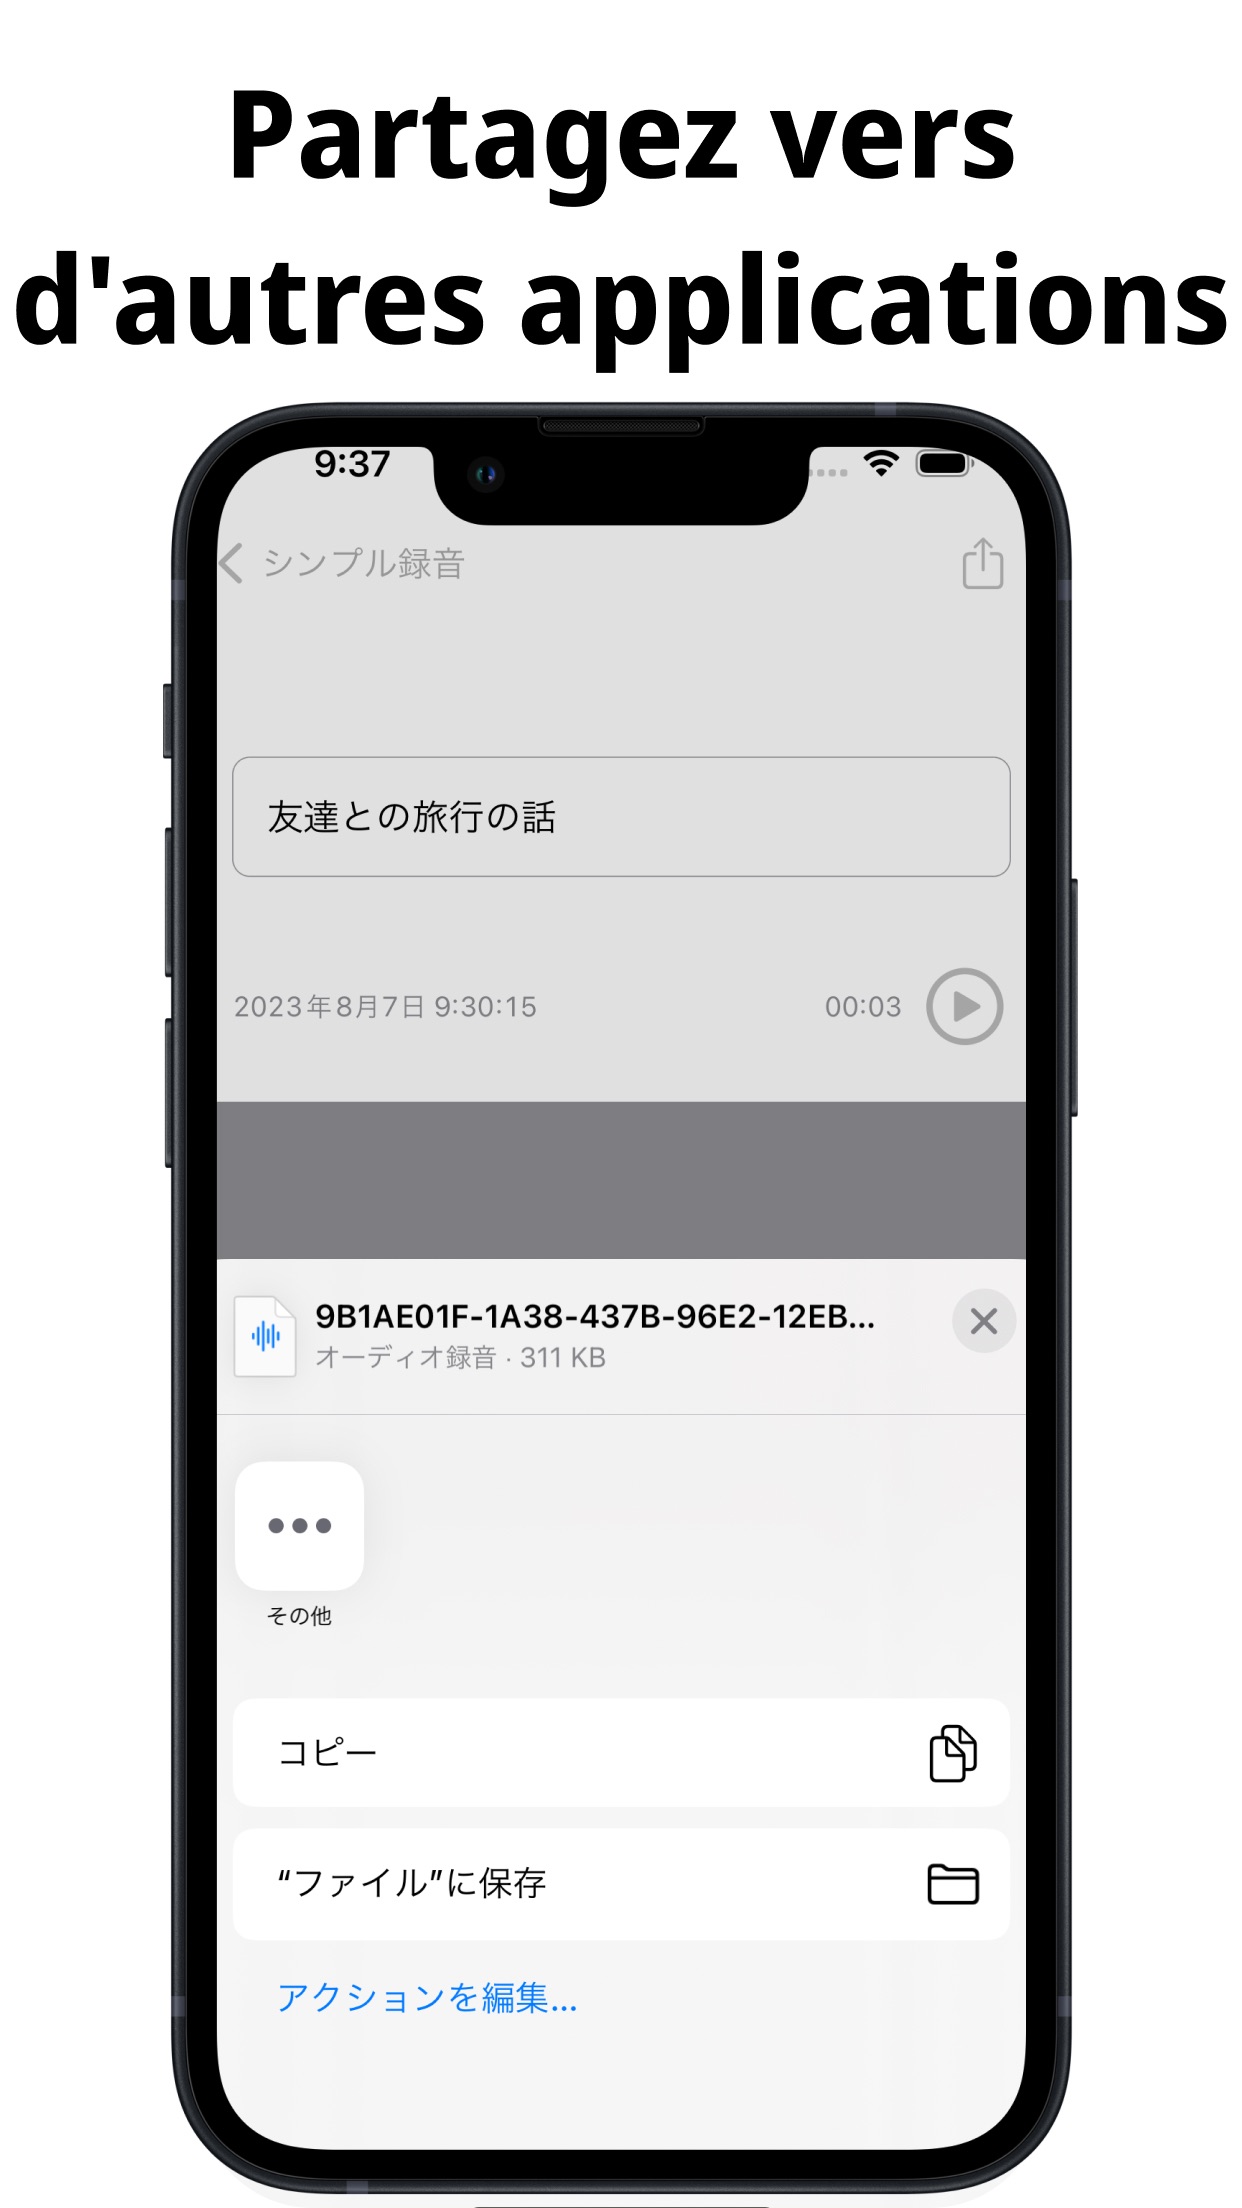 Partagez vers
d'autres applications
9:37
シンプル録音
友達との旅行の話
2023年8月7日 9:30:15
00:03
9B1AE01F-1A38-437B-96E2-12EB...
オーディオ録音 · 311 KB
その他
コピー
“ファイル”に保存
アクションを編集...